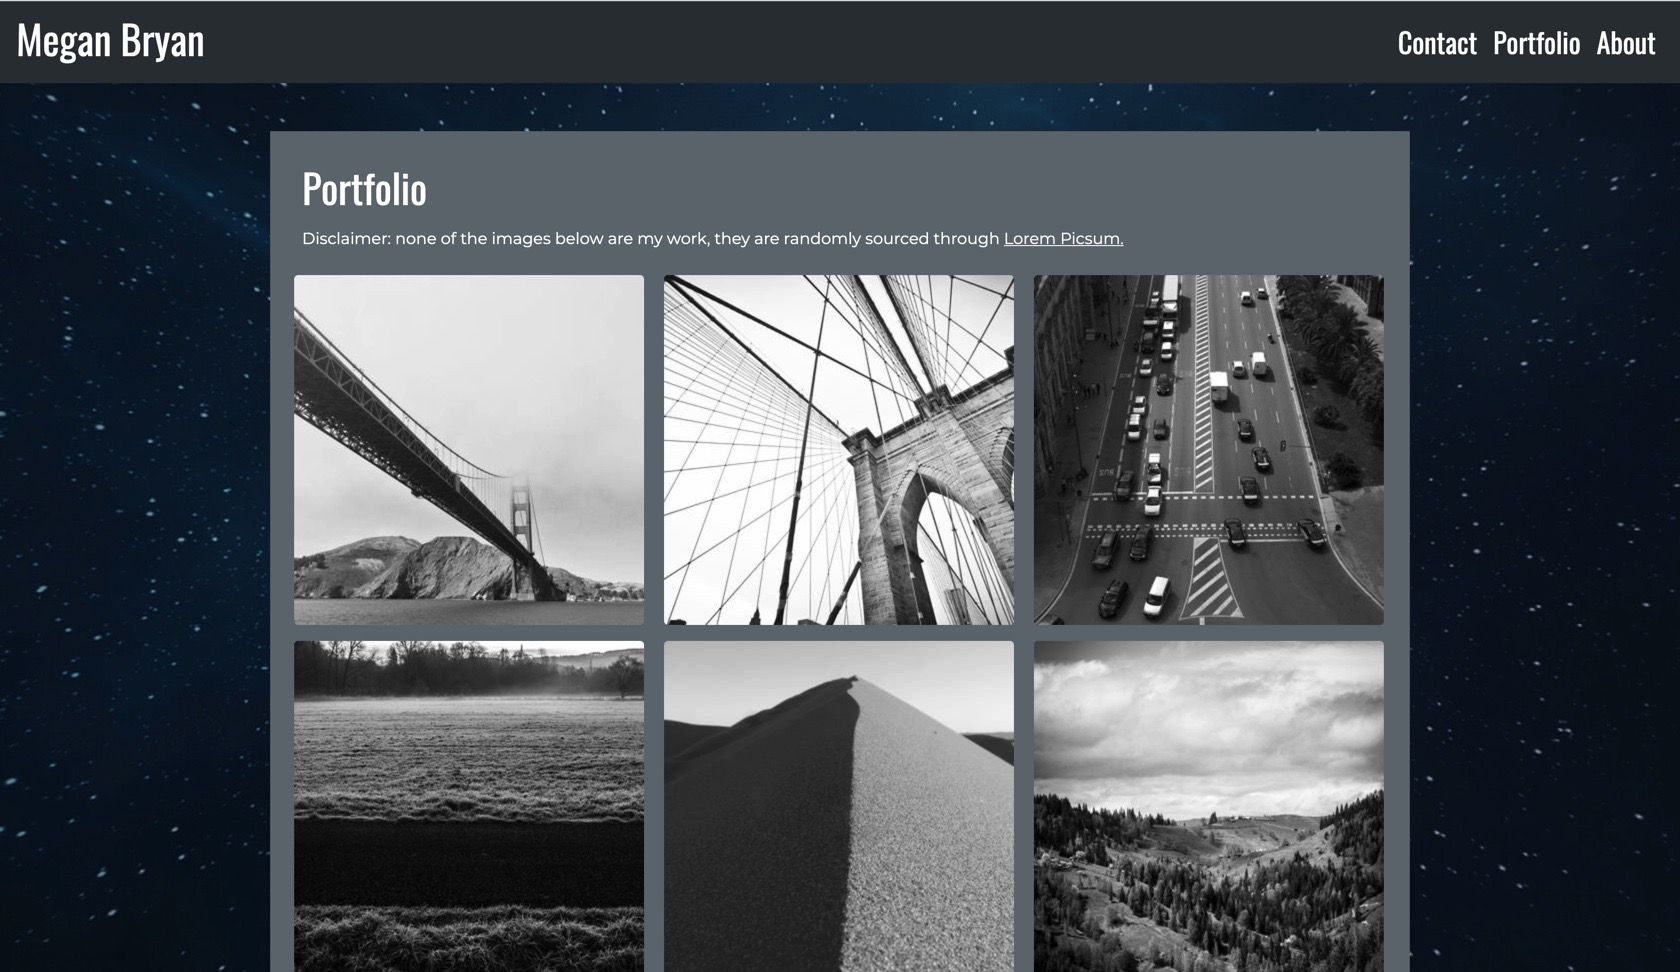 Megan Bryan
Contact Portfolio About
Portfolio
Disclaimer: none of the images below are my work, they are randomly sourced through Lorem Picsum.
BUS